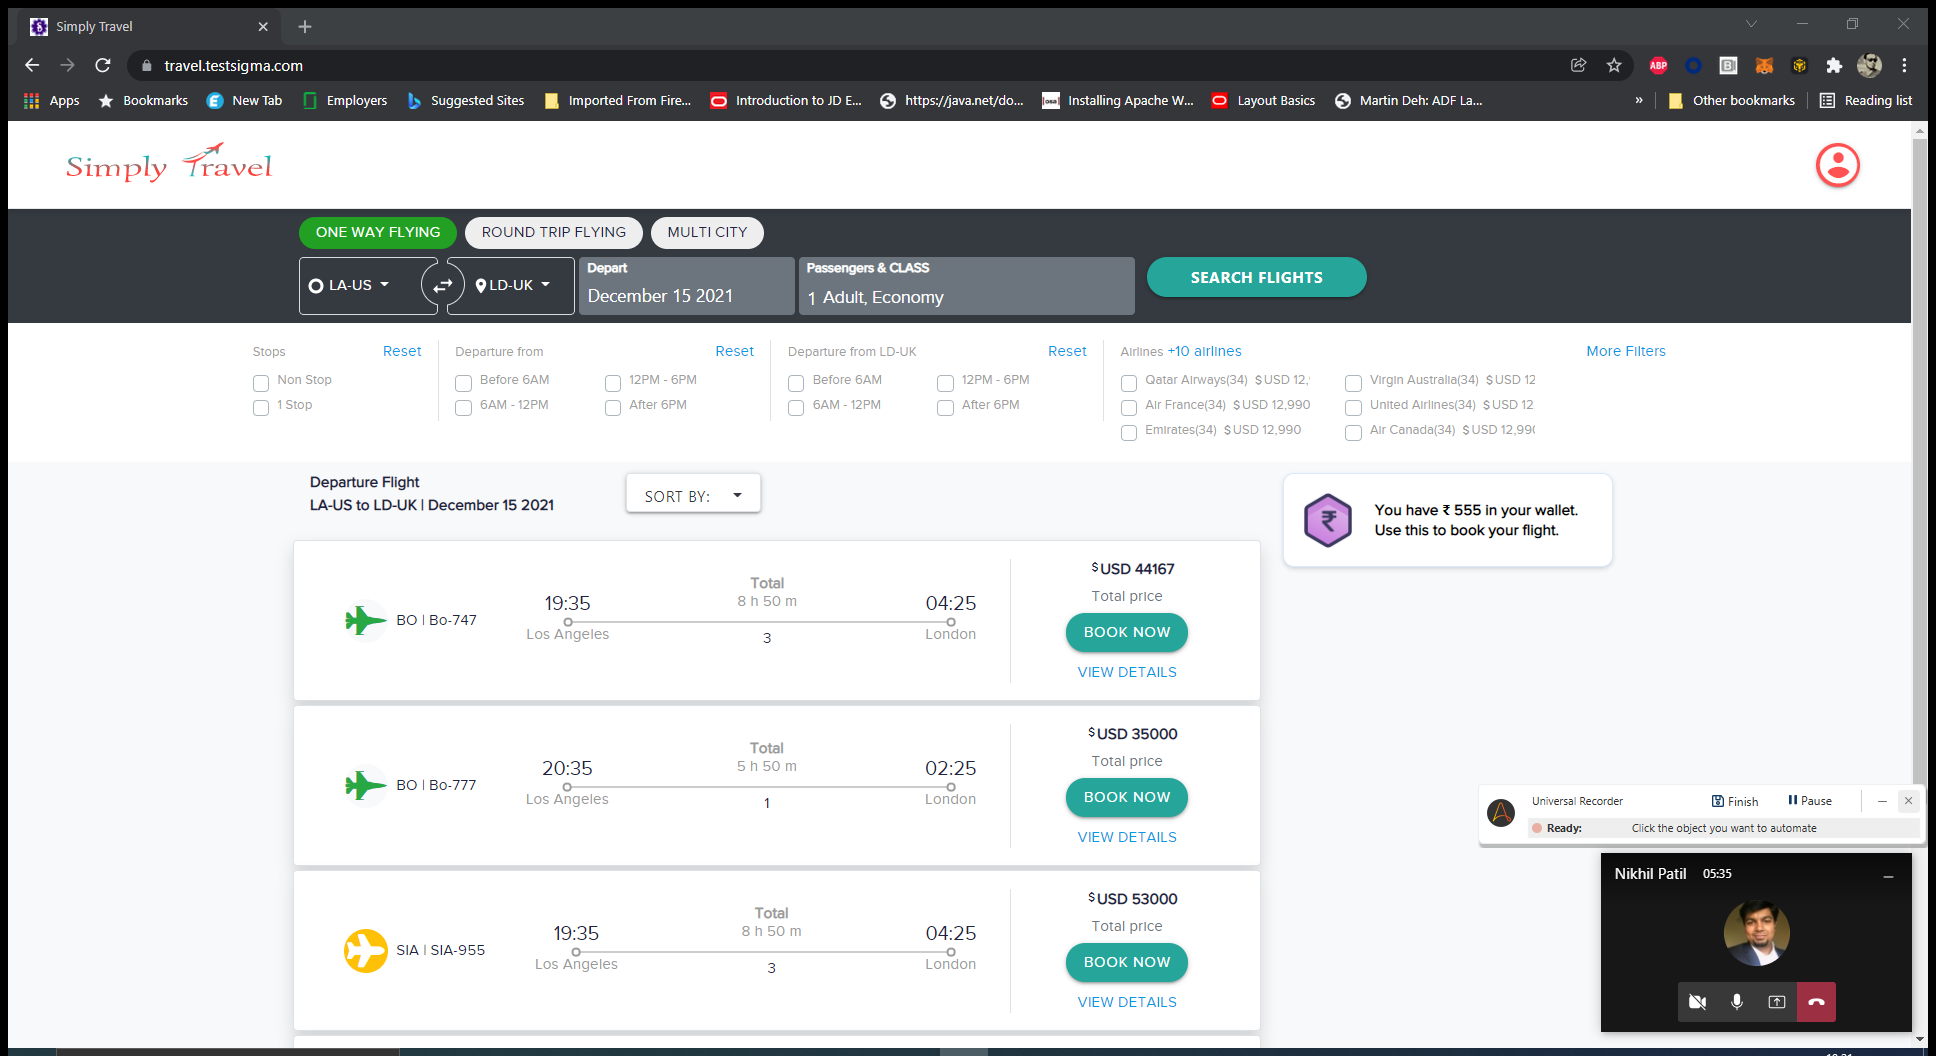 Simply Travel
travel.testsigma.com
ABP
Apps
Bookmarks
New Tab
Employers
Suggested Sites
Imported From Fire...
Introduction to JD E...
https://java.net/do...
Installing Apache W...
Layout Basics
Martin Deh: ADF La...
»
Other bookmarks
Reading list
Simply Travel
ONE WAY FLYING
ROUND TRIP FLYING
MULTI CITY
LA-US
LD-UK
Depart
December 15 2021
Passengers & CLASS
1 Adult, Economy
SEARCH FLIGHTS
Stops
Reset
Non Stop
1 Stop
Departure from
Reset
Before 6AM
12PM - 6PM
6AM - 12PM
After 6PM
Departure from LD-UK
Reset
Before 6AM
12PM - 6PM
6AM - 12PM
After 6PM
Airlines +10 airlines
More Filters
Qatar Airways(34) $ USD 12,
Virgin Australia(34) $ USD 12
Air France(34) $ USD 12,990
United Airlines(34) $ USD 12
Emirates(34) $ USD 12,990
Air Canada(34) $ USD 12,990
Departure Flight
LA-US to LD-UK | December 15 2021
SORT BY:
You have ₹ 555 in your wallet.
Use this to book your flight.
BO | Bo-747
19:35
Los Angeles
Total
8 h 50 m
3
04:25
London
$ USD 44167
Total price
BOOK NOW
VIEW DETAILS
BO | Bo-777
20:35
Los Angeles
Total
5 h 50 m
1
02:25
London
$ USD 35000
Total price
BOOK NOW
VIEW DETAILS
SIA | SIA-955
19:35
Los Angeles
Total
8 h 50 m
3
04:25
London
$ USD 53000
Total price
BOOK NOW
VIEW DETAILS
Universal Recorder
Finish
Pause
Ready:
Click the object you want to automate
Nikhil Patil 05:35